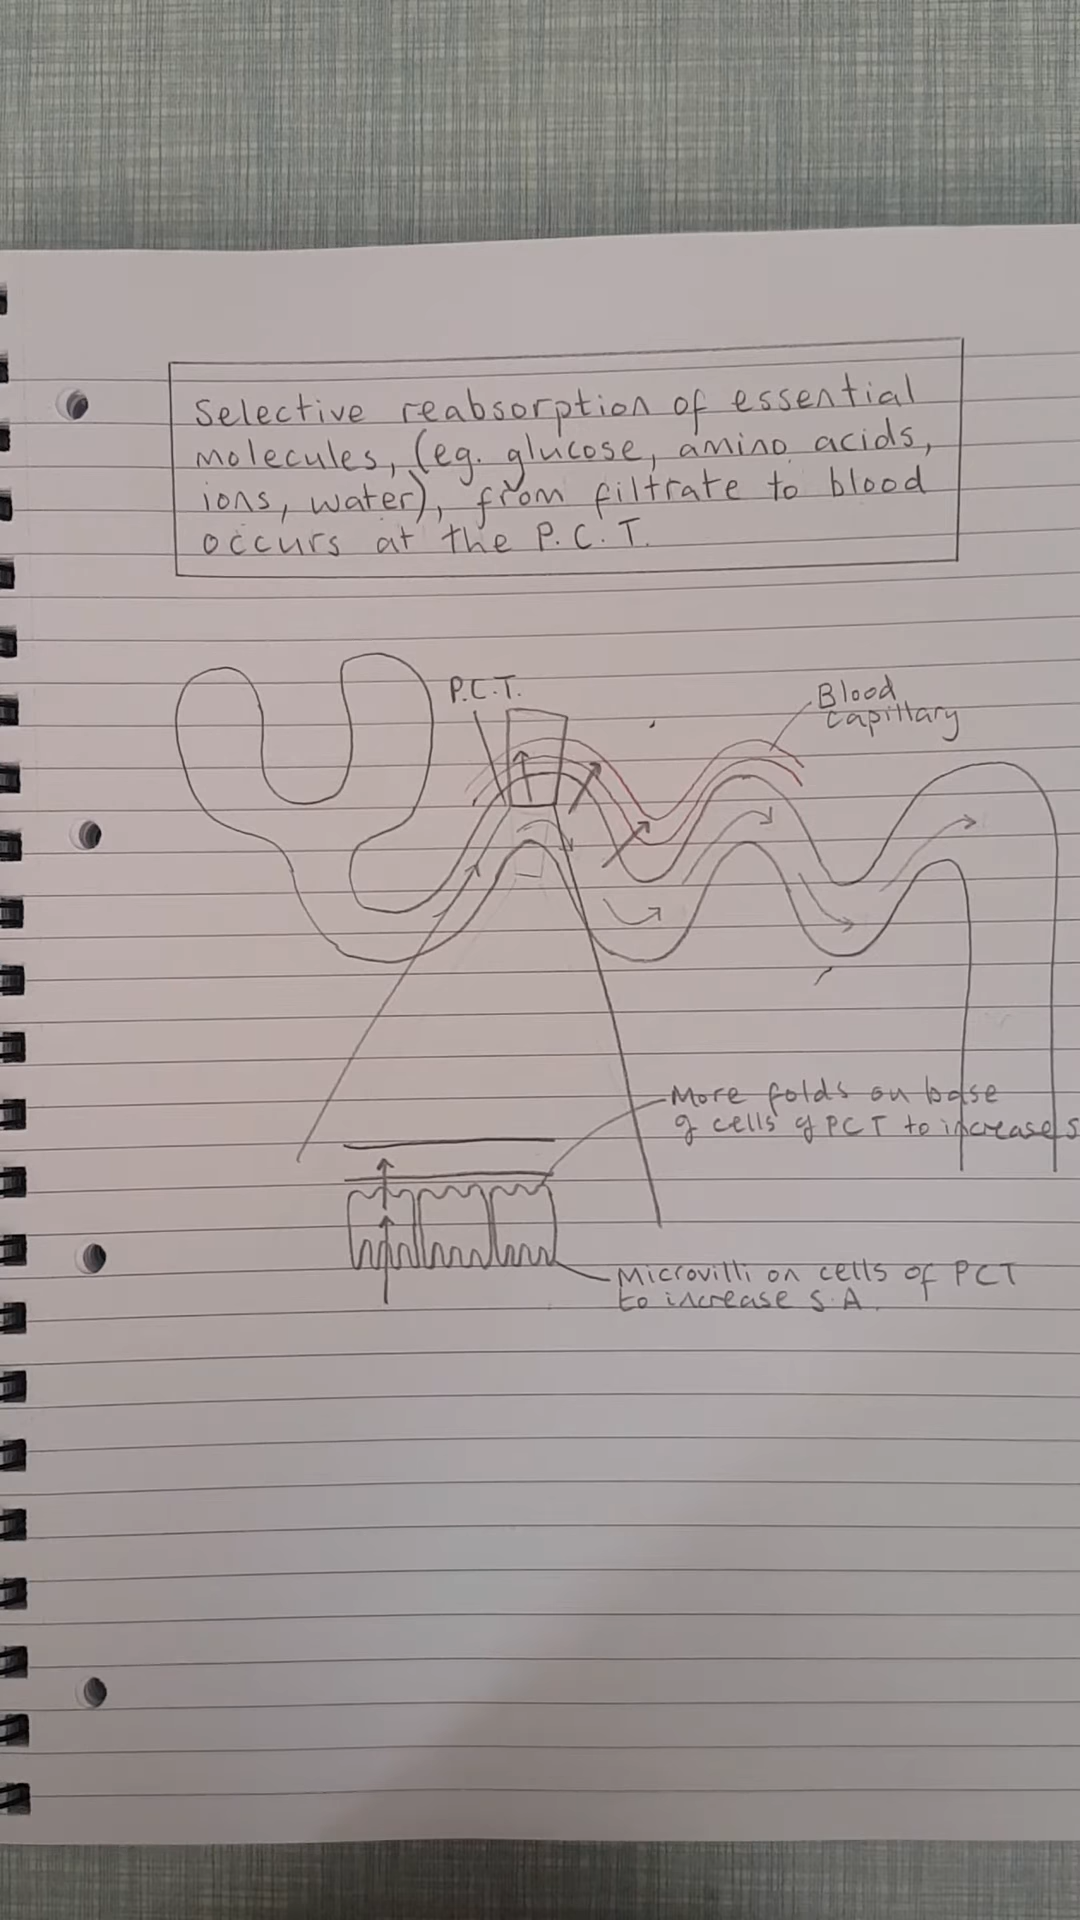 Selective reabsorption of essential
molecules, (eg. glucose, amino acids,
ions, water), from filtrate to blood
occurs at the P.C.T.
P.C.T.
Blood
capillary
More folds on base
of cells of PCT to increase S
Microvilli on cells of PCT
to increase S.A.